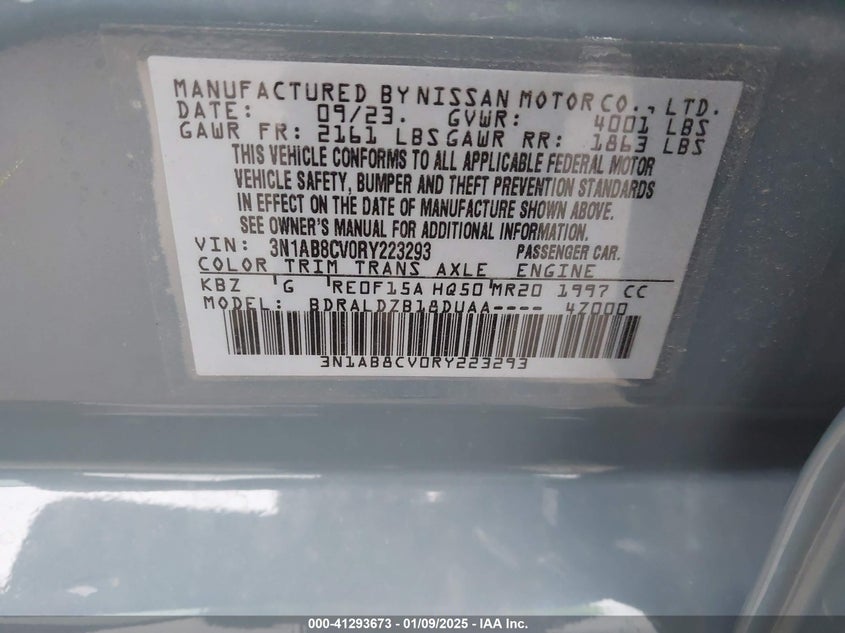 MANUFACTURED BY NISSAN MOTOR CO., LTD.
DATE: 09/23. GVWR: 4001 LBS
GAWR FR: 2161 LBS GAWR RR: 1863 LBS
THIS VEHICLE CONFORMS TO ALL APPLICABLE FEDERAL MOTOR
VEHICLE SAFETY, BUMPER AND THEFT PREVENTION STANDARDS
IN EFFECT ON THE DATE OF MANUFACTURE SHOWN ABOVE.
SEE OWNER'S MANUAL FOR ADDITIONAL INFORMATION.
VIN: 3N1AB8CV0RY223293 PASSENGER CAR.
COLOR TRIM TRANS AXLE ENGINE
KBZ G RE0F15A HQ50 MR20 1997 CC
MODEL: BDRALDZB18DUAA---- 4Z000
3N1AB8CV0RY223293
000-41293673 - 01/09/2025 - IAA Inc.